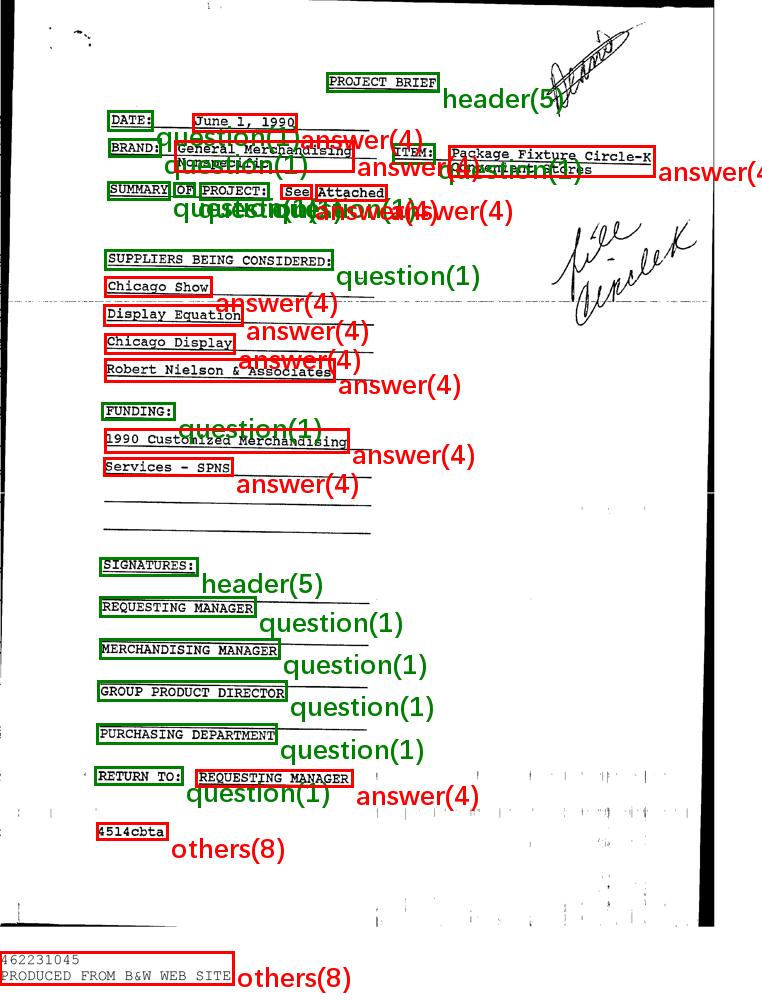 PROJECT BRIEF
header(5)
DATE: June 1, 1990
question(1) answer(4)
BRAND: General Merchandising ITEM: Package Fixture Circle-K
Nonspecific Convenient Stores
question(1) answer(4) question(1) answer(4)
SUMMARY OF PROJECT: See Attached
question(1) question(1) question(1) answer(4) answer(4)
SUPPLIERS BEING CONSIDERED:
question(1)
file
CircleK
Chicago Show
answer(4)
Display Equation
answer(4)
Chicago Display
answer(4)
Robert Nielson & Associates
answer(4)
FUNDING:
question(1)
1990 Customized Merchandising
answer(4)
Services - SPNS
answer(4)
SIGNATURES:
header(5)
REQUESTING MANAGER
question(1)
MERCHANDISING MANAGER
question(1)
GROUP PRODUCT DIRECTOR
question(1)
PURCHASING DEPARTMENT
question(1)
RETURN TO: REQUESTING MANAGER
question(1) answer(4)
4514cbta
others(8)
462231045
PRODUCED FROM B&W WEB SITE
others(8)